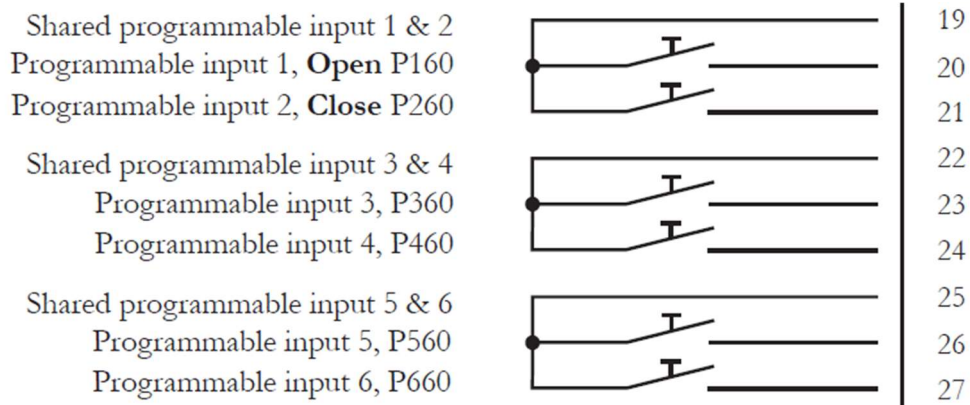 Shared programmable input 1 & 2 19
Programmable input 1, Open P160 20
Programmable input 2, Close P260 21
Shared programmable input 3 & 4 22
Programmable input 3, P360 23
Programmable input 4, P460 24
Shared programmable input 5 & 6 25
Programmable input 5, P560 26
Programmable input 6, P660 27